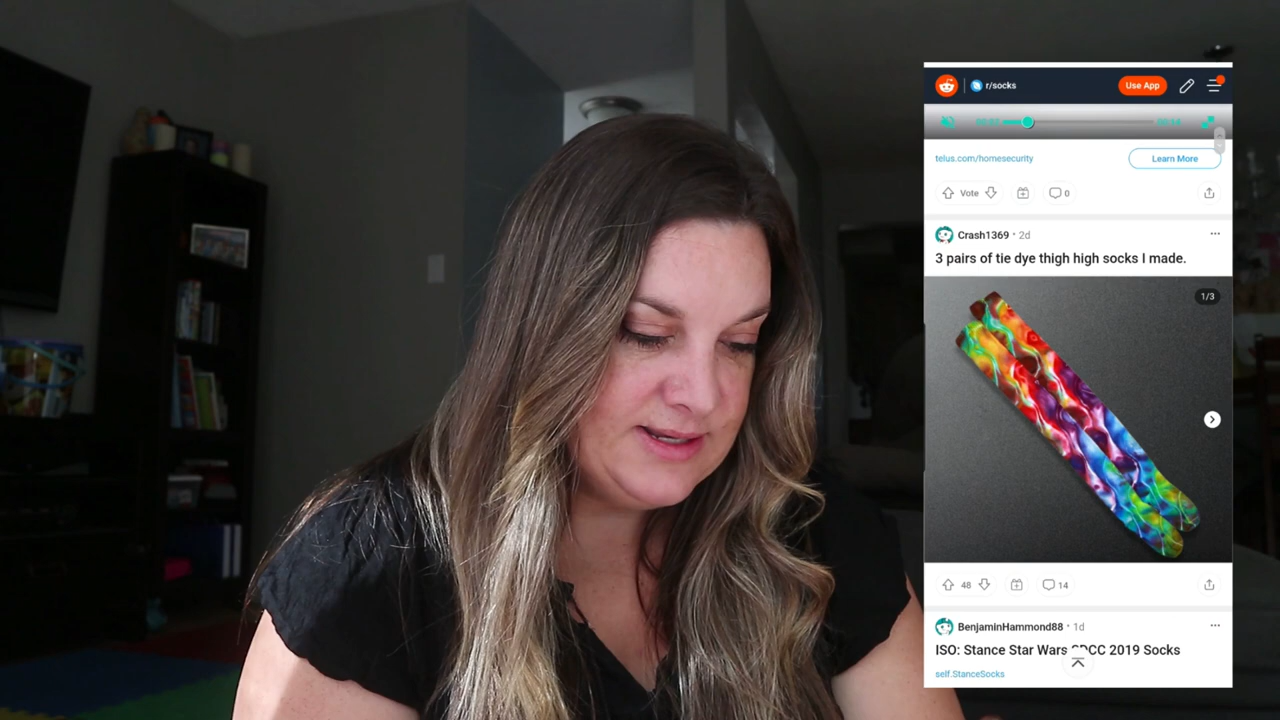 r/socks
Use App
telus.com/homesecurity
Learn More
Vote
0
Crash1369 · 2d
3 pairs of tie dye thigh high socks I made.
1/3
48
14
BenjaminHammond88 · 1d
ISO: Stance Star Wars SDCC 2019 Socks
self.StanceSocks